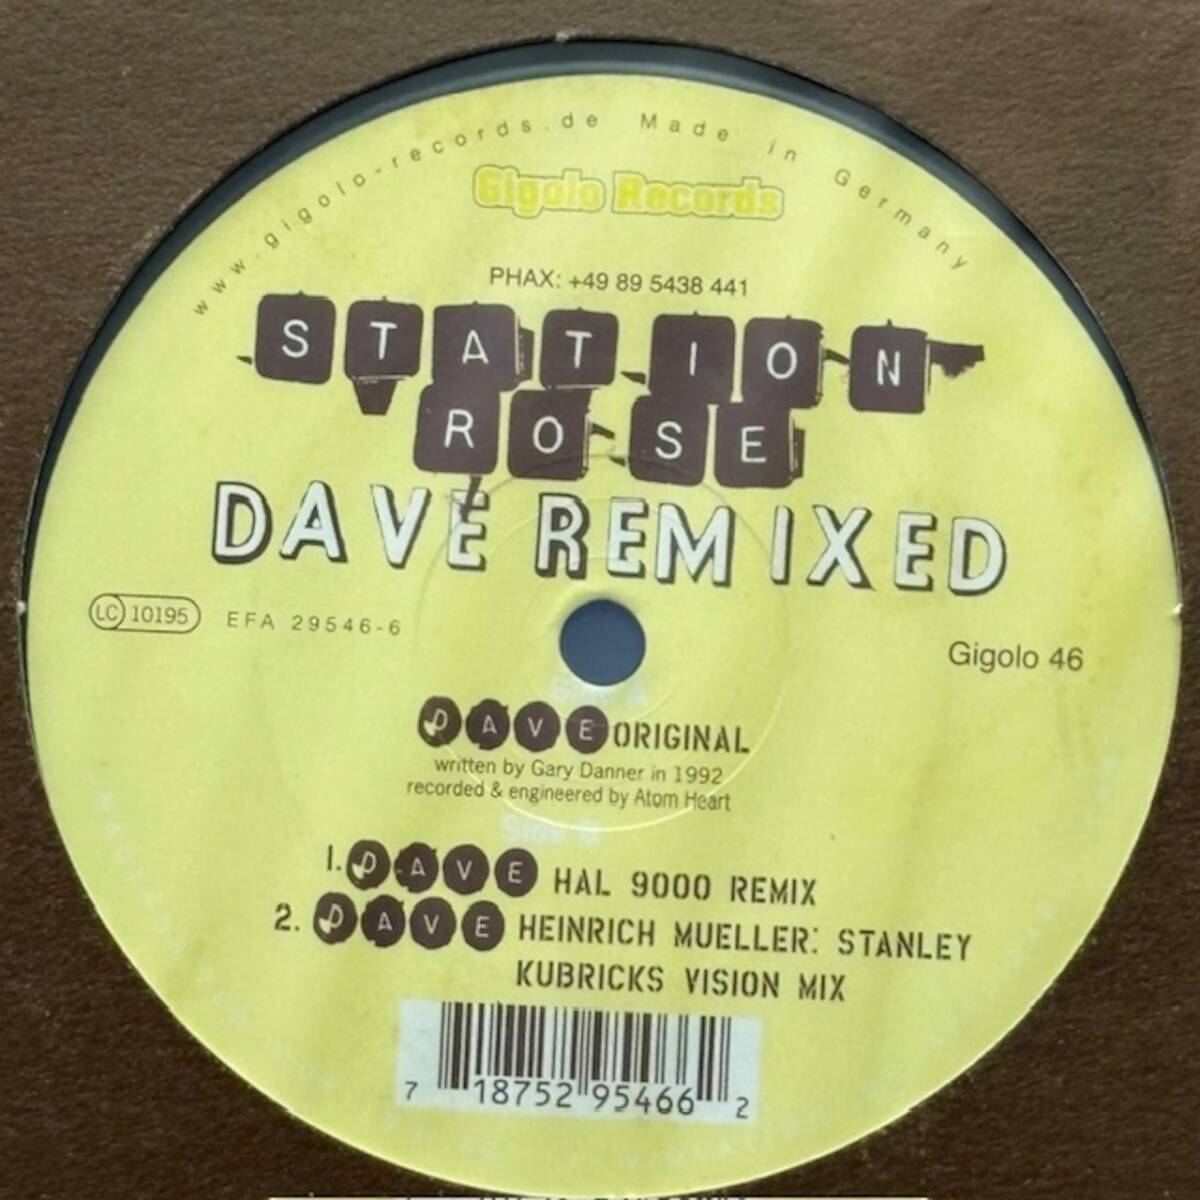 www.gigolo-records.de Made in Germany
Gigolo Records
PHAX: +49 89 5438 441
STATION
ROSE
DAVE REMIXED
LC 10195 EFA 29546-6
Gigolo 46
Side A
DAVE ORIGINAL
written by Gary Danner in 1992
recorded & engineered by Atom Heart
Side B
1. DAVE HAL 9000 REMIX
2. DAVE HEINRICH MUELLER: STANLEY
KUBRICKS VISION MIX
7 18752 95466 2